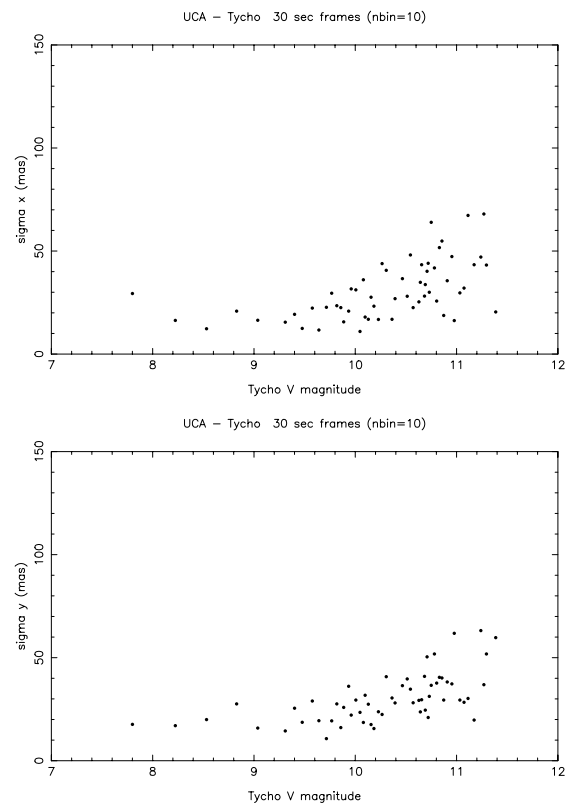 UCA – Tycho 30 sec frames (nbin=10)
150
100
50
0
sigma x (mas)
7 8 9 10 11 12
Tycho V magnitude
UCA – Tycho 30 sec frames (nbin=10)
150
100
50
0
sigma y (mas)
7 8 9 10 11 12
Tycho V magnitude